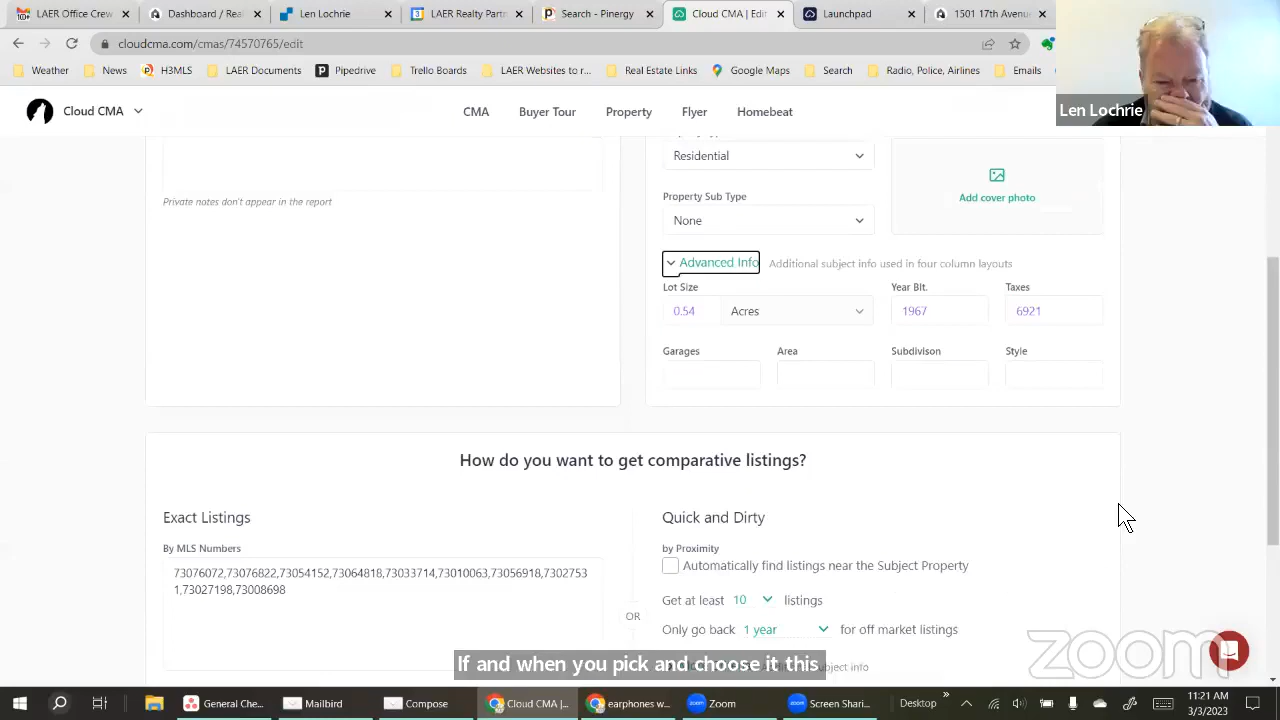 LAER Office Crew
Len Lochrie
LAER Realty Part
Search - Pinergy
Cloud CMA | Edit
Launchpad
1501 17th Avenue
cloudcma.com/cmas/74570765/edit
Weather
News
H3MLS
LAER Documents
Pipedrive
Trello Boards
LAER Websites to r...
Real Estate Links
Google Maps
Spam Search
Radio, Police, Airlines
Emails
Len Lochrie
Cloud CMA
CMA
Buyer Tour
Property
Flyer
Homebeat
Residential
Private notes don't appear in the report
Add cover photo
Property Sub Type
None
Advanced Info
Additional subject info used in four column layouts
Lot Size
Year Blt.
Taxes
0.54
Acres
1967
6921
Garages
Area
Subdivison
Style
How do you want to get comparative listings?
Exact Listings
Quick and Dirty
By MLS Numbers
by Proximity
73076072,73076822,73054152,73064818,73033714,73010063,73056918,7302753
1,73027198,73008698
Automatically find listings near the Subject Property
Get at least 10 listings
OR
Only go back 1 year for off market listings
If and when you pick and choose it this
bject info
zoom
General Che...
Mailbird
Compose
Cloud CMA |...
earphones w...
Zoom
Screen Shari...
Desktop
11:21 AM
3/3/2023